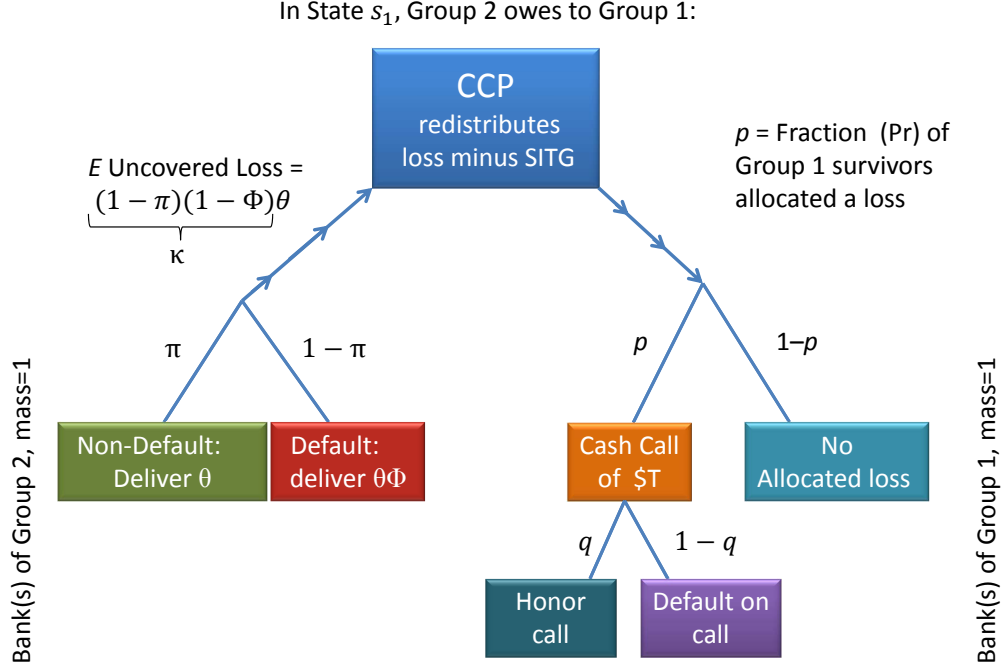 In State s₁, Group 2 owes to Group 1:
CCP
redistributes
loss minus SITG
p = Fraction (Pr) of
Group 1 survivors
allocated a loss
E Uncovered Loss =
(1 − π)(1 − Φ)θ
κ
π
1 − π
p
1–p
Non-Default:
Deliver θ
Default:
deliver θΦ
Cash Call
of $T
No
Allocated loss
q
1 − q
Honor
call
Default on
call
Bank(s) of Group 2, mass=1
Bank(s) of Group 1, mass=1